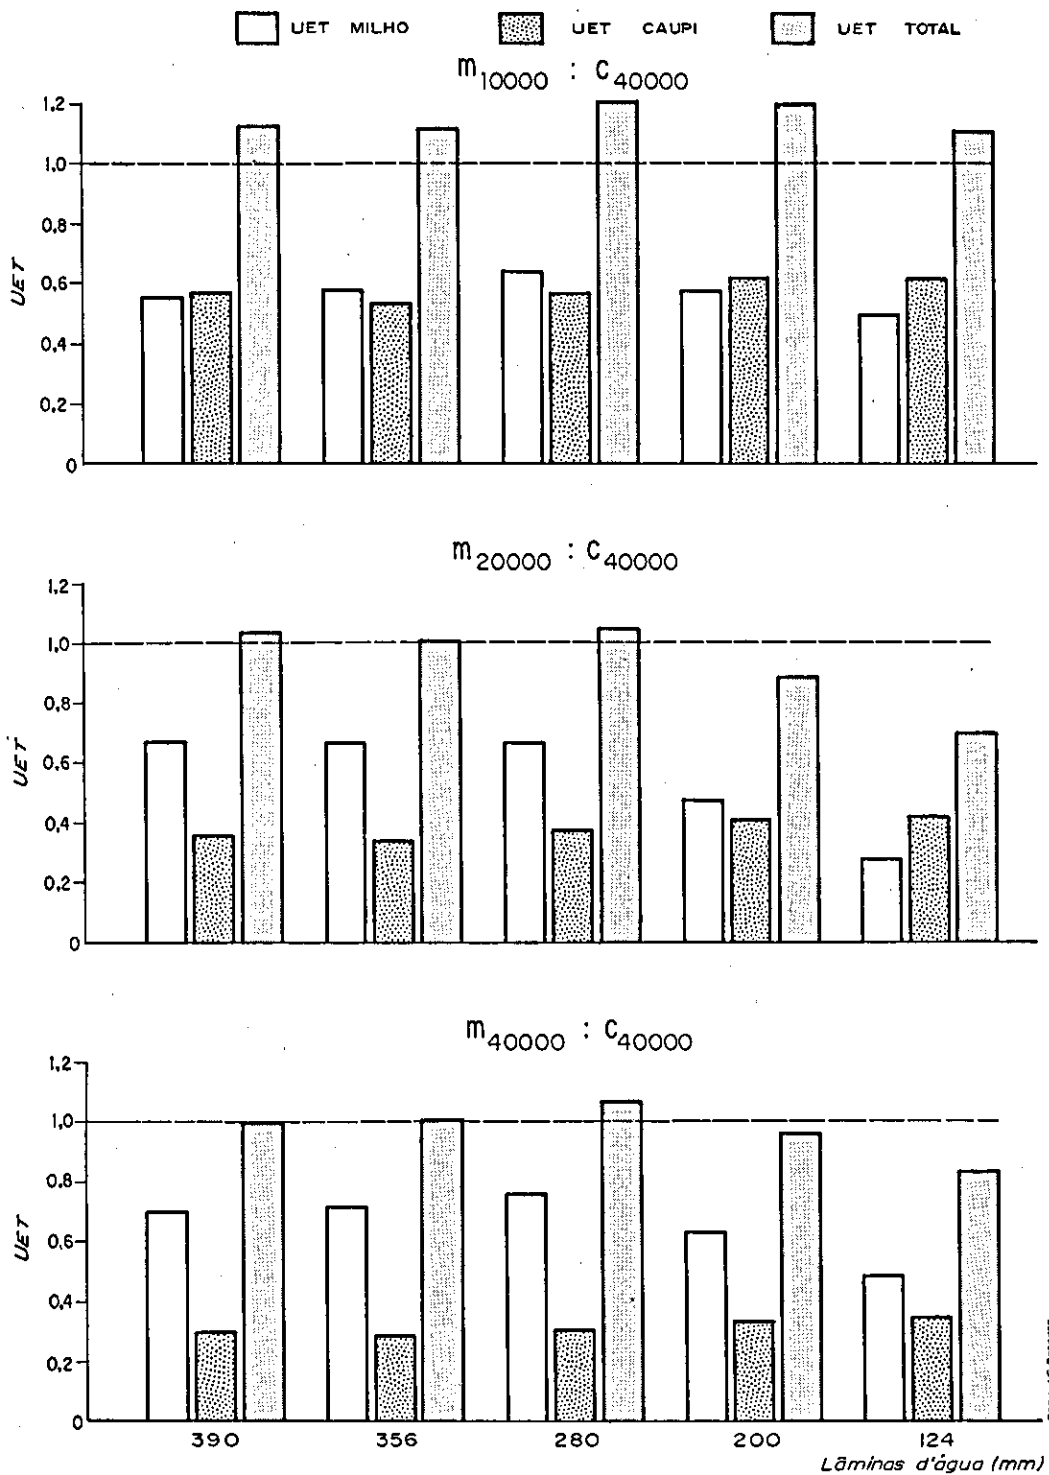 UET MILHO UET CAUPI UET TOTAL
m10000 : c40000
1,2
1,0
0,8
0,6
0,4
0,2
0
UET
m20000 : c40000
1,2
1,0
0,8
0,6
0,4
0,2
0
UET
m40000 : c40000
1,2
1,0
0,8
0,6
0,4
0,2
0
UET
390 356 280 200 124
Lâminas d'água (mm)